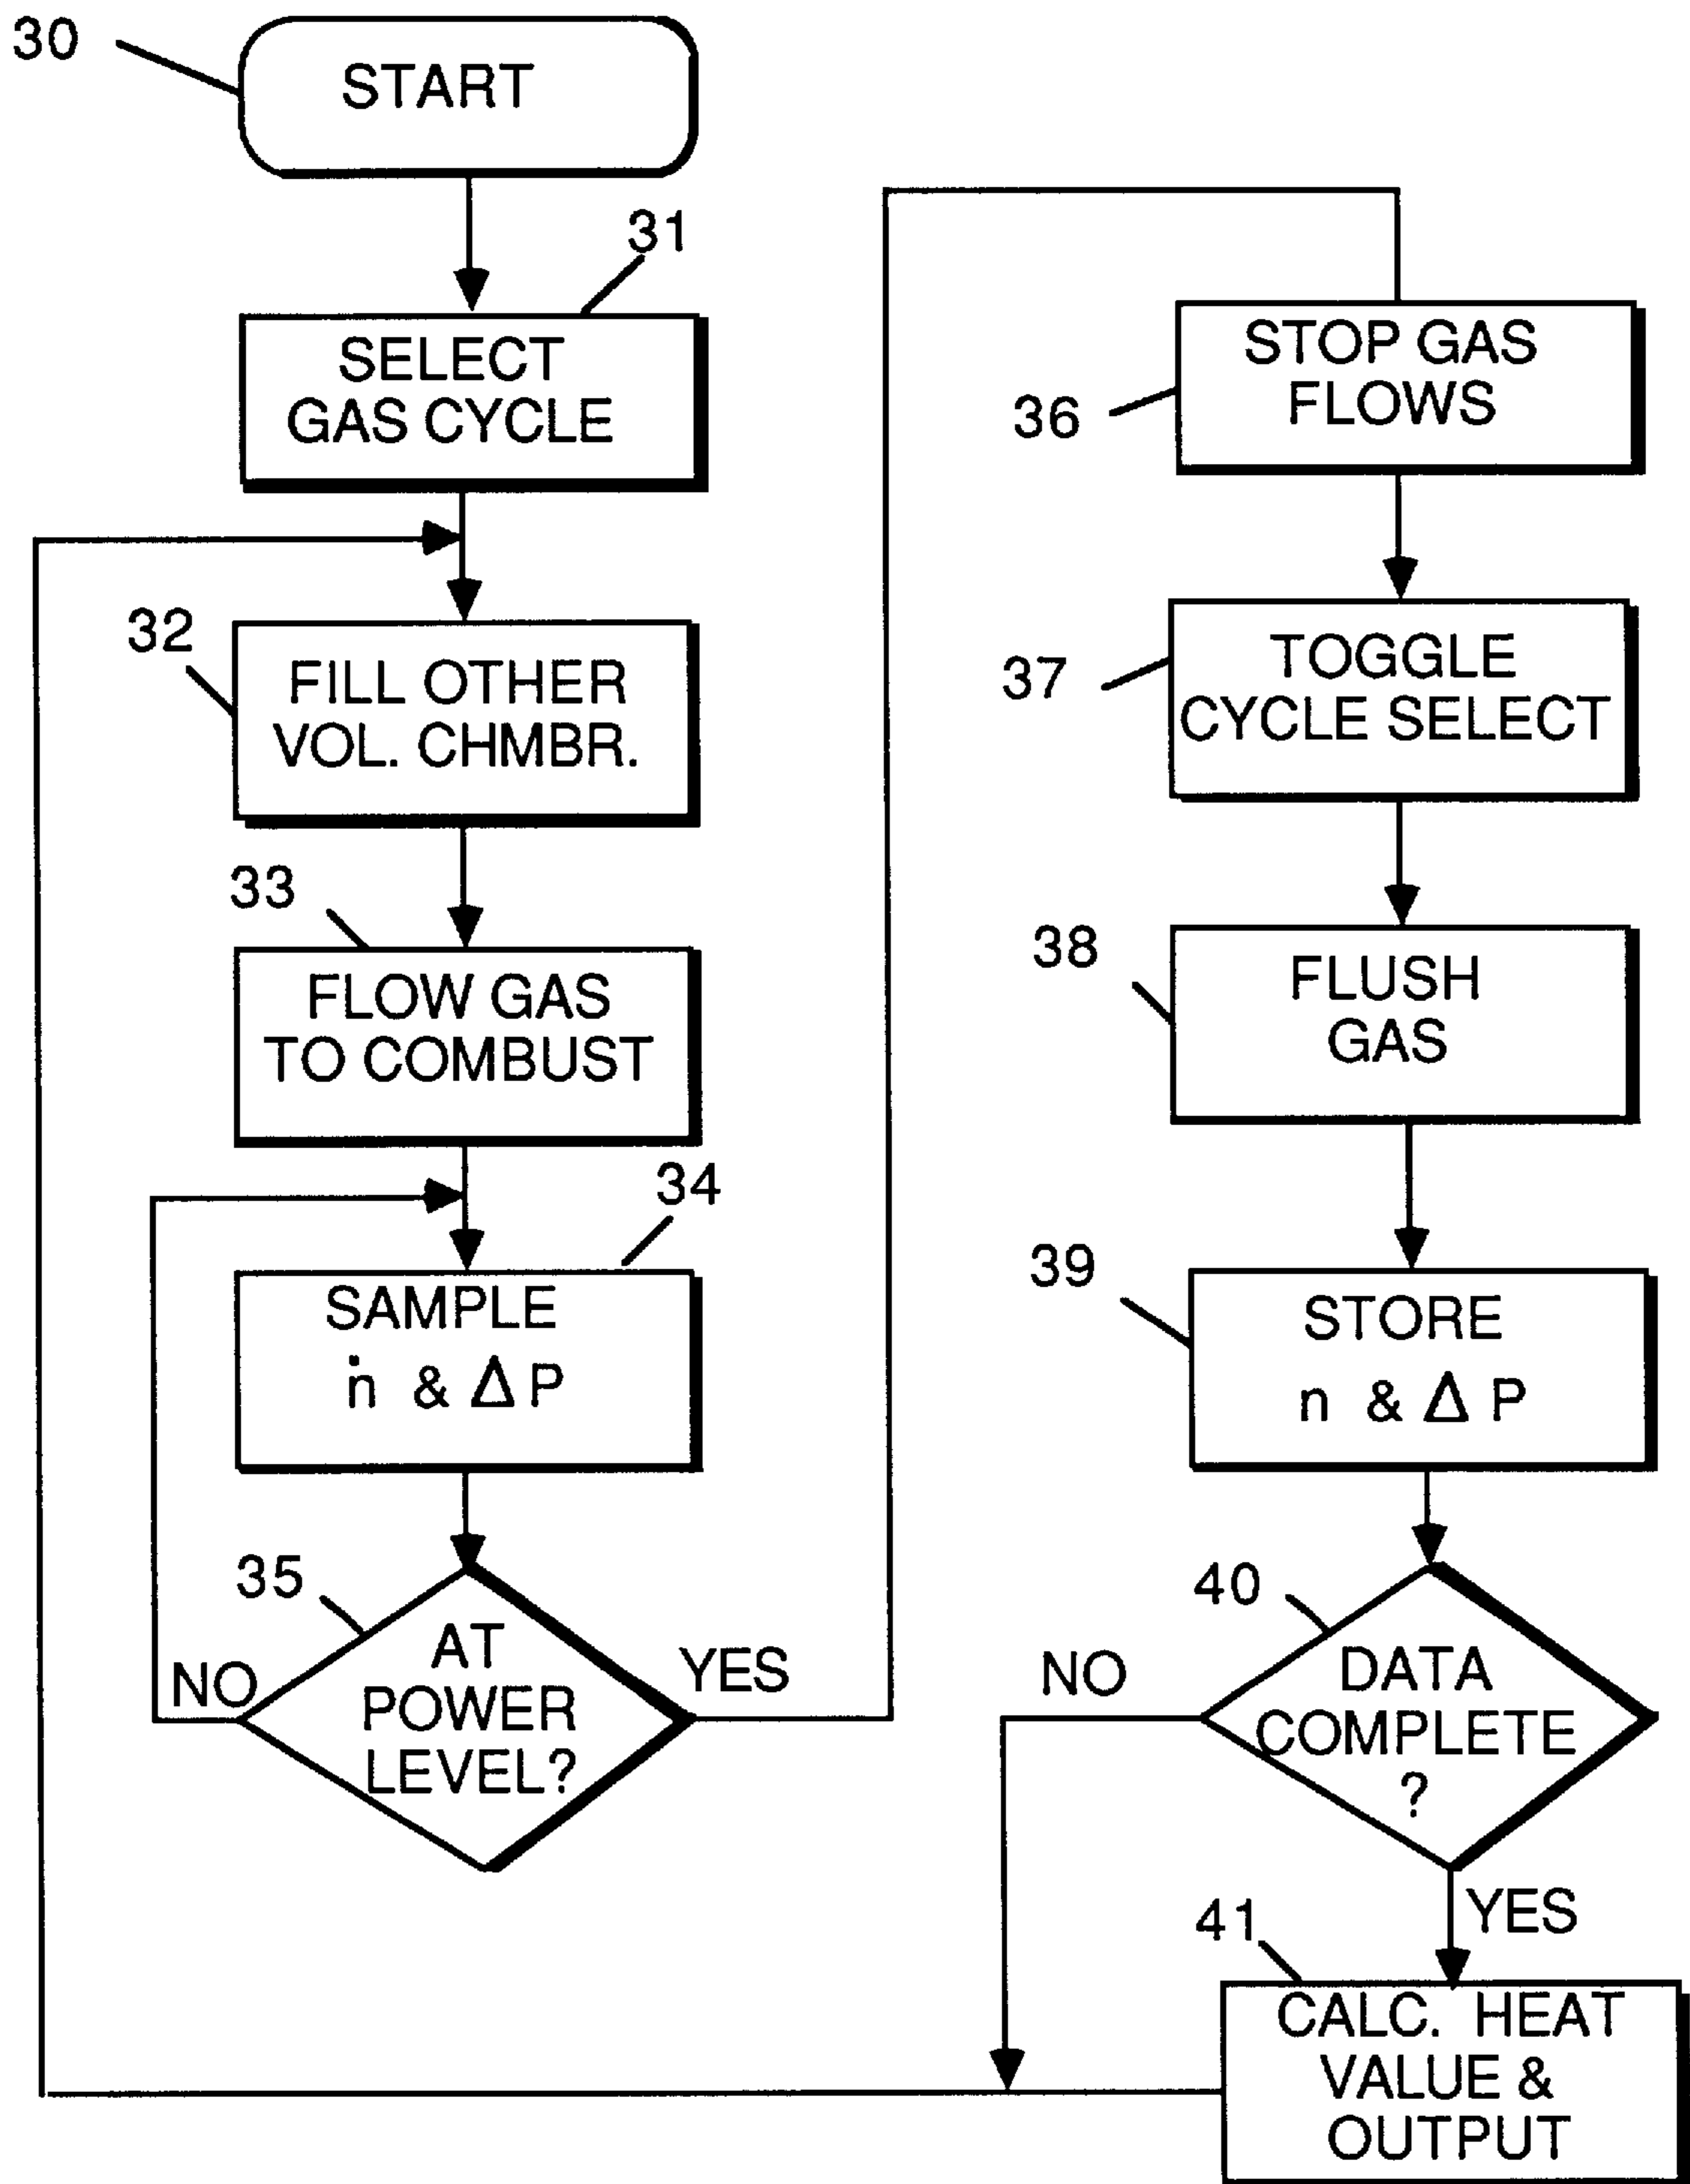 30
START
31
SELECT
GAS CYCLE
32
FILL OTHER
VOL. CHMBR.
33
FLOW GAS
TO COMBUST
34
SAMPLE
ṅ & Δ P
35
AT
POWER
LEVEL?
NO
YES
36
STOP GAS
FLOWS
37
TOGGLE
CYCLE SELECT
38
FLUSH
GAS
39
STORE
n & Δ P
40
DATA
COMPLETE
?
NO
YES
41
CALC. HEAT
VALUE &
OUTPUT